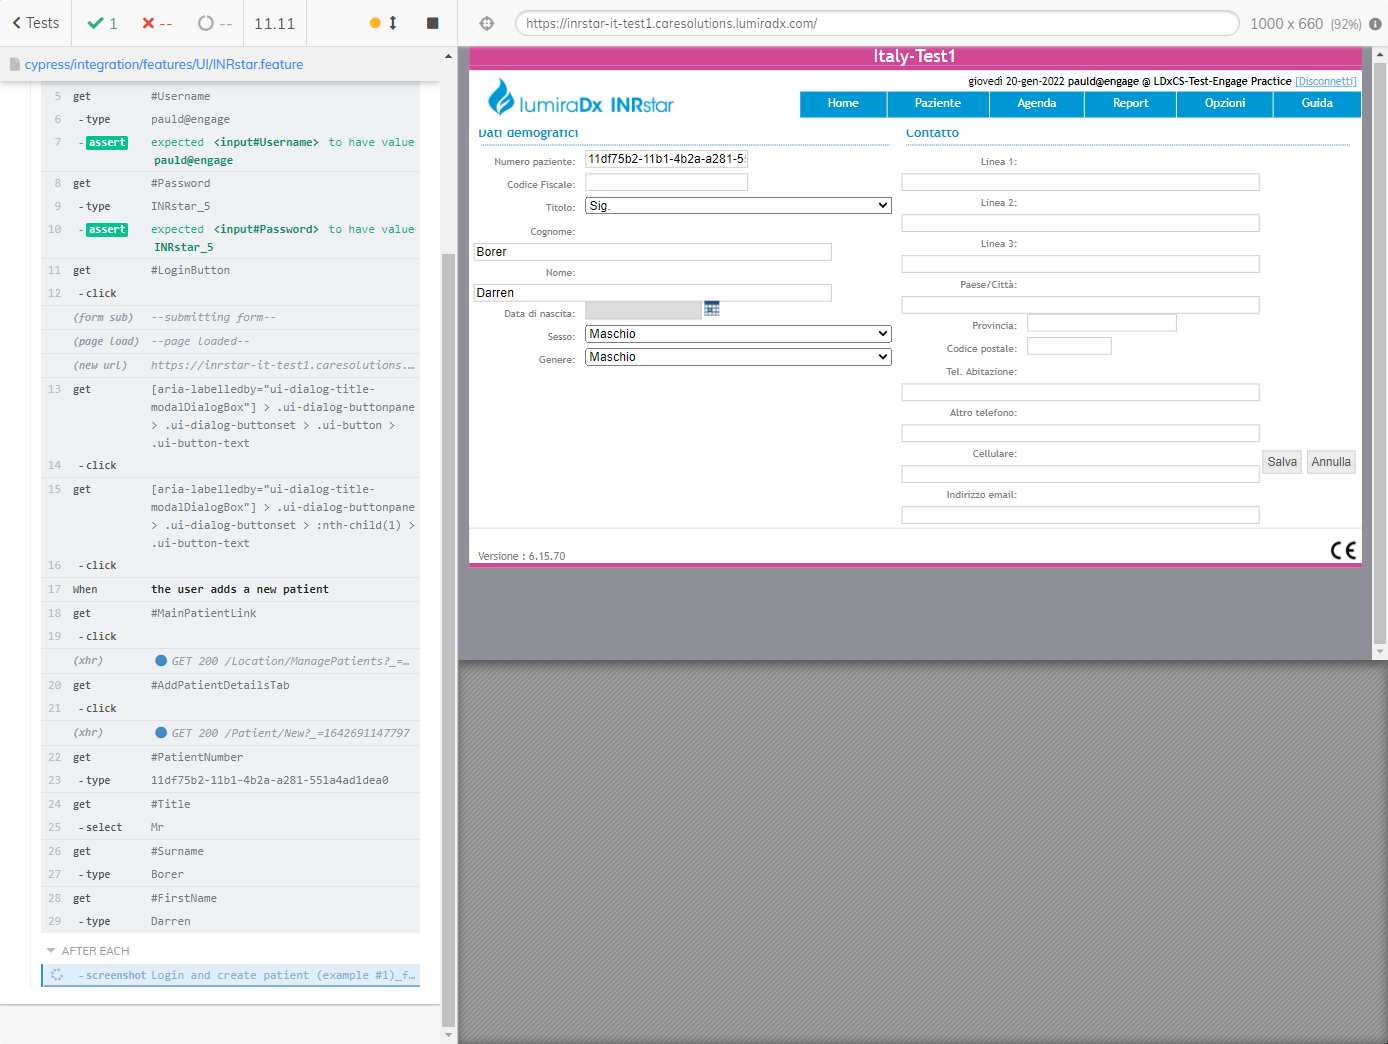 Tests
1
--
--
11.11
https://inrstar-it-test1.caresolutions.lumiradx.com/
1000 x 660 (92%)
cypress/integration/features/UI/INRstar.feature
5 get #Username
6 -type pauld@engage
7 -assert expected <input#Username> to have value
pauld@engage
8 get #Password
9 -type INRstar_5
10 -assert expected <input#Password> to have value
INRstar_5
11 get #LoginButton
12 -click
(form sub) --submitting form--
(page load) --page loaded--
(new url) https://inrstar-it-test1.caresolutions.…
13 get [aria-labelledby="ui-dialog-title-
modalDialogBox"] > .ui-dialog-buttonpane
> .ui-dialog-buttonset > .ui-button >
.ui-button-text
14 -click
15 get [aria-labelledby="ui-dialog-title-
modalDialogBox"] > .ui-dialog-buttonpane
> .ui-dialog-buttonset > :nth-child(1) >
.ui-button-text
16 -click
17 When the user adds a new patient
18 get #MainPatientLink
19 -click
(xhr) GET 200 /Location/ManagePatients?_=…
20 get #AddPatientDetailsTab
21 -click
(xhr) GET 200 /Patient/New?_=1642691147797
22 get #PatientNumber
23 -type 11df75b2-11b1-4b2a-a281-551a4ad1dea0
24 get #Title
25 -select Mr
26 get #Surname
27 -type Borer
28 get #FirstName
29 -type Darren
AFTER EACH
-screenshot Login and create patient (example #1)_f…
Italy-Test1
giovedì 20-gen-2022 pauld@engage @ LDxCS-Test-Engage Practice [Disconnetti]
lumiraDx INRstar
Home Paziente Agenda Report Opzioni Guida
Dati demografici
Numero paziente: 11df75b2-11b1-4b2a-a281-5
Codice Fiscale:
Titolo: Sig.
Cognome:
Borer
Nome:
Darren
Data di nascita:
Sesso: Maschio
Genere: Maschio
Contatto
Linea 1:
Linea 2:
Linea 3:
Paese/Città:
Provincia:
Codice postale:
Tel. Abitazione:
Altro telefono:
Cellulare:
Indirizzo email:
Salva Annulla
Versione : 6.15.70
CE